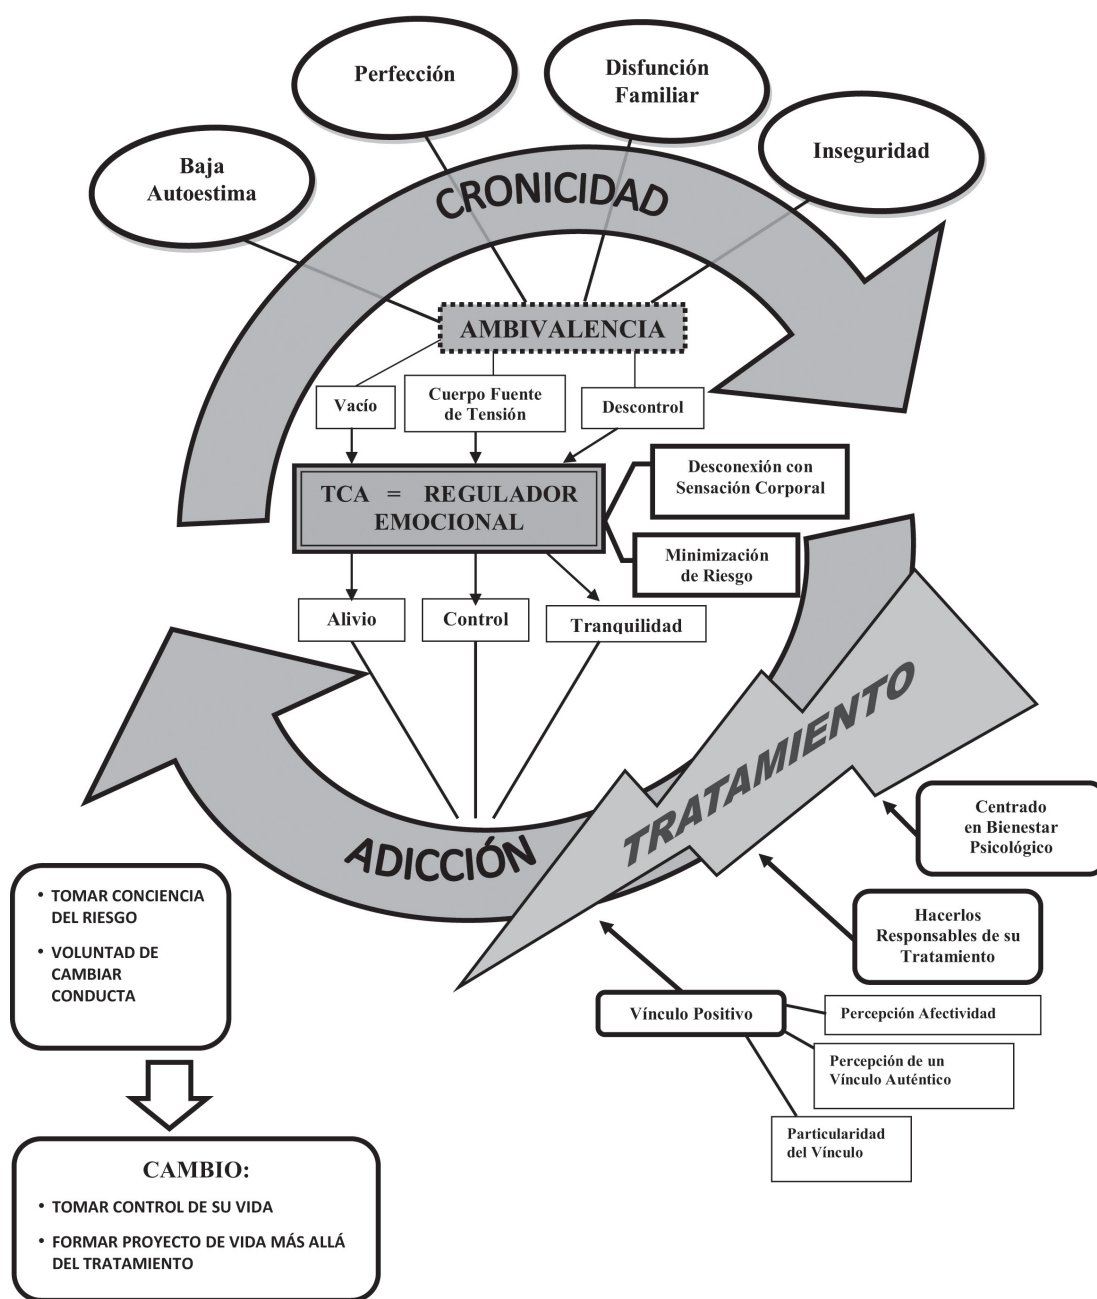 Perfección
Disfunción
Familiar
Baja
Autoestima
Inseguridad
CRONICIDAD
AMBIVALENCIA
Vacío
Cuerpo Fuente
de Tensión
Descontrol
TCA = REGULADOR
EMOCIONAL
Desconexión con
Sensación Corporal
Minimización
de Riesgo
Alivio
Control
Tranquilidad
ADICCIÓN
TRATAMIENTO
Centrado
en Bienestar
Psicológico
Hacerlos
Responsables de su
Tratamiento
Vínculo Positivo
Percepción Afectividad
Percepción de un
Vínculo Auténtico
Particularidad
del Vínculo
• TOMAR CONCIENCIA
DEL RIESGO
• VOLUNTAD DE
CAMBIAR
CONDUCTA
CAMBIO:
• TOMAR CONTROL DE SU VIDA
• FORMAR PROYECTO DE VIDA MÁS ALLÁ
DEL TRATAMIENTO